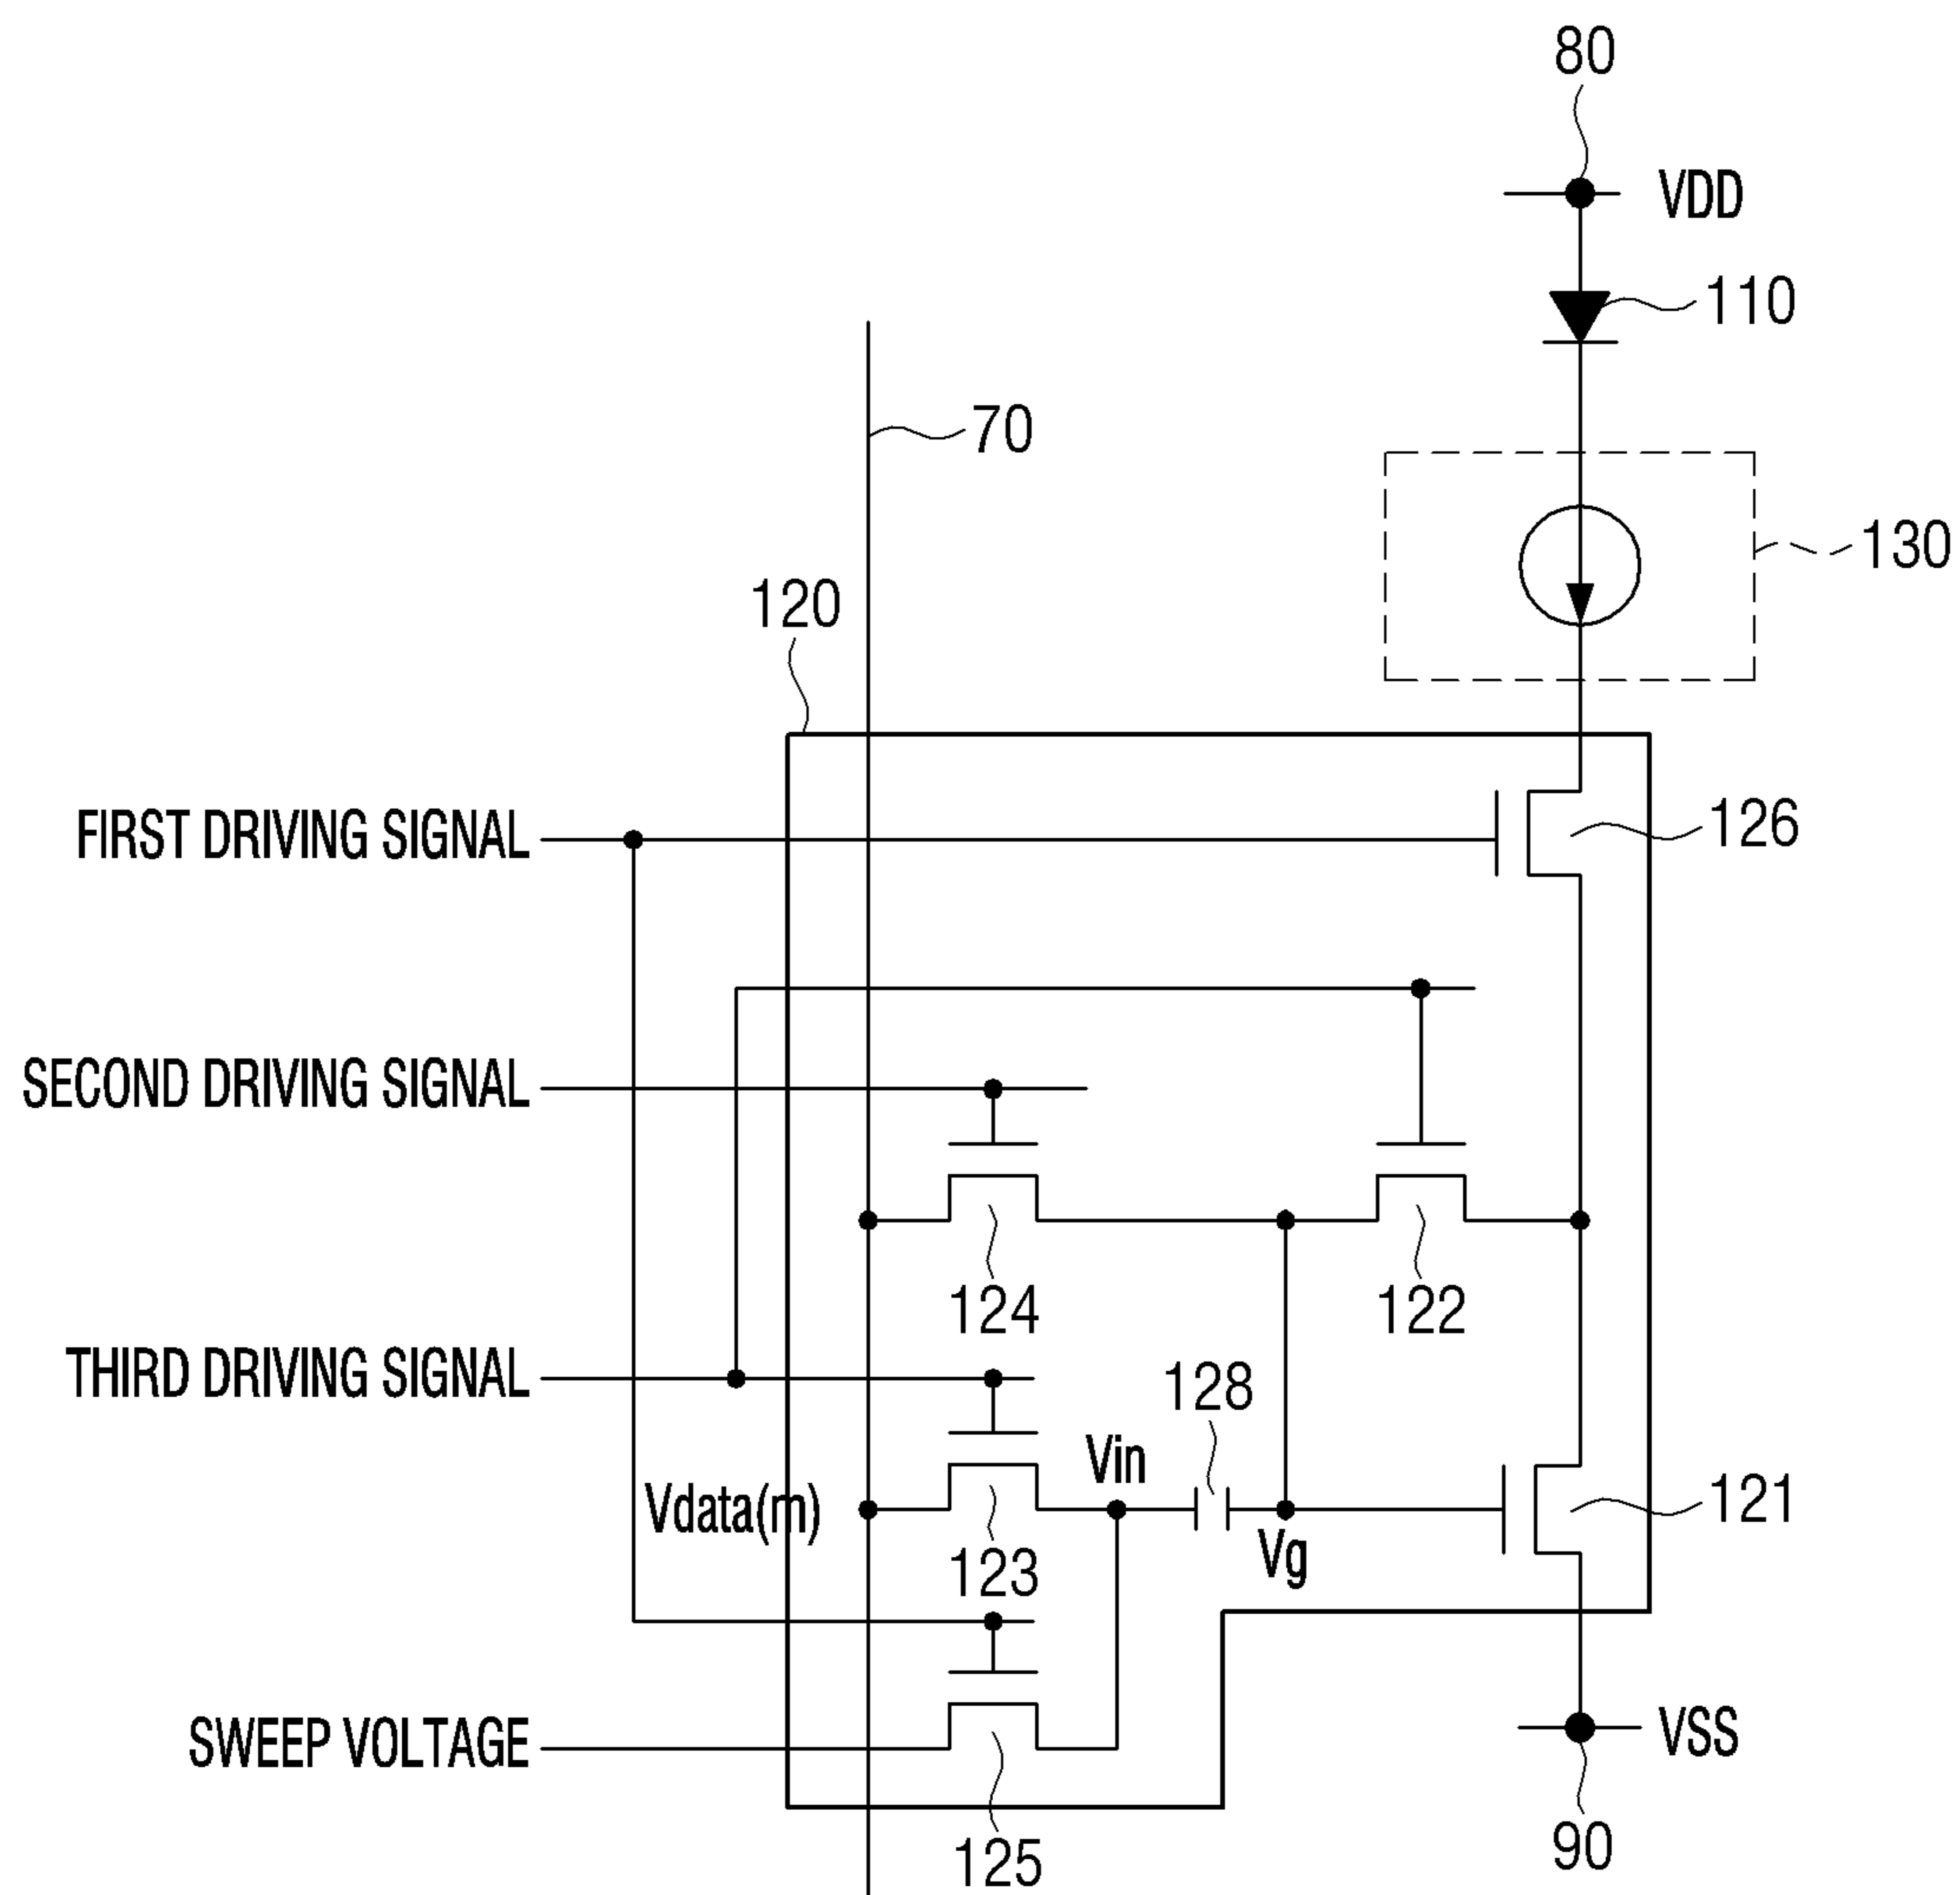 80
VDD
110
70
130
120
FIRST DRIVING SIGNAL
126
SECOND DRIVING SIGNAL
124
122
THIRD DRIVING SIGNAL
128
Vin
Vdata(m)
121
123
Vg
SWEEP VOLTAGE
VSS
125
90